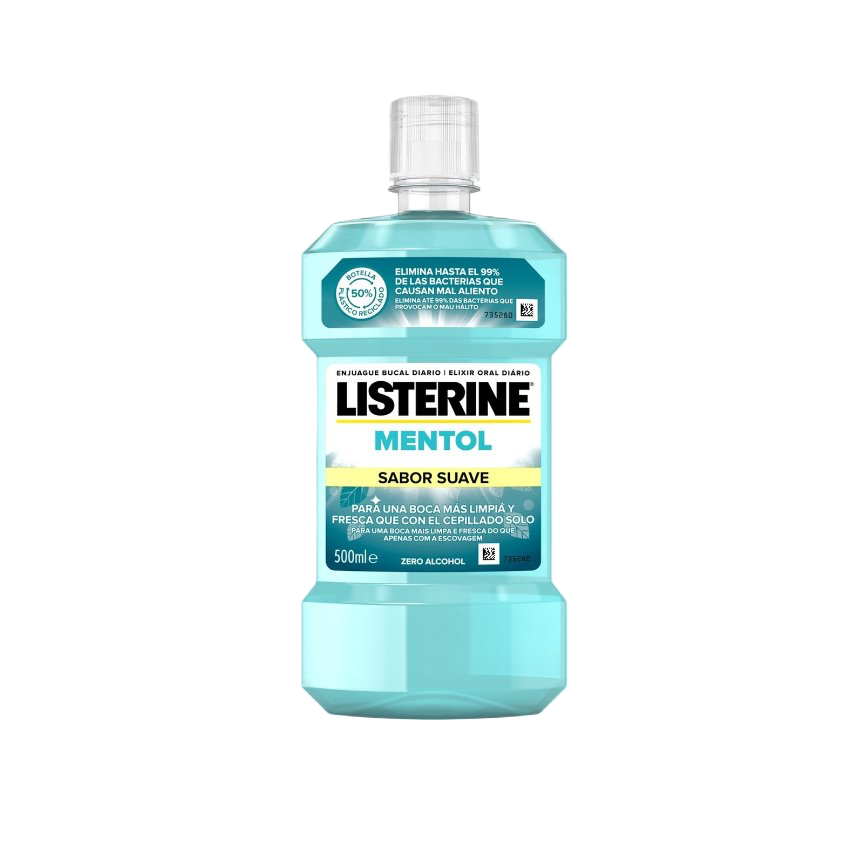 BOTELLA
50%
PLÁSTICO RECICLADO
ELIMINA HASTA EL 99%
DE LAS BACTERIAS QUE
CAUSAN MAL ALIENTO
ELIMINA ATÉ 99% DAS BACTÉRIAS QUE
PROVOCAM O MAU HÁLITO
735280
ENJUAGUE BUCAL DIARIO | ELIXIR ORAL DIÁRIO
LISTERINE®
MENTOL
SABOR SUAVE
PARA UNA BOCA MÁS LIMPIA Y
FRESCA QUE CON EL CEPILLADO SOLO
PARA UMA BOCA MAIS LIMPA E FRESCA DO QUE
APENAS COM A ESCOVAGEM
500ml℮
ZERO ALCOHOL
735280